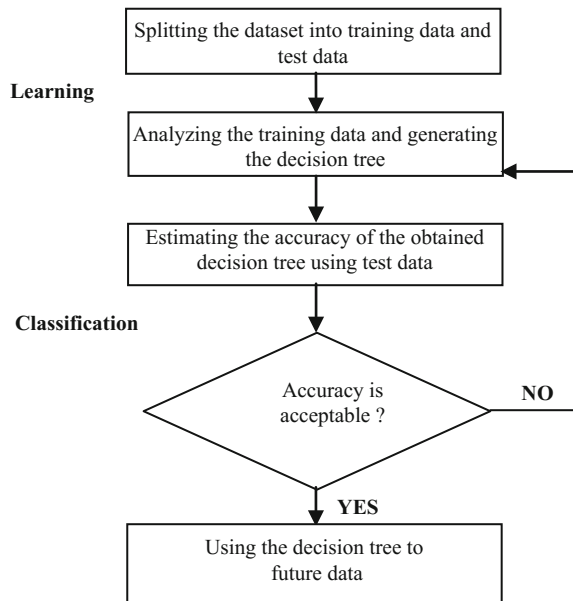 Splitting the dataset into training data and
test data
Learning
Analyzing the training data and generating
the decision tree
Estimating the accuracy of the obtained
decision tree using test data
Classification
Accuracy is
acceptable ?
NO
YES
Using the decision tree to
future data